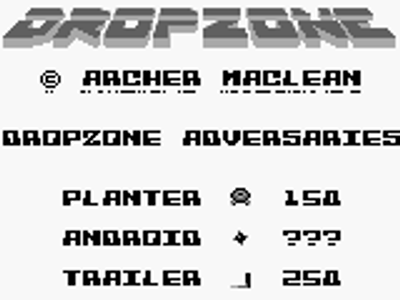 DROPZONE
© ARCHER MACLEAN
DROPZONE ADVERSARIES
PLANTER 150
ANDROID ???
TRAILER 250